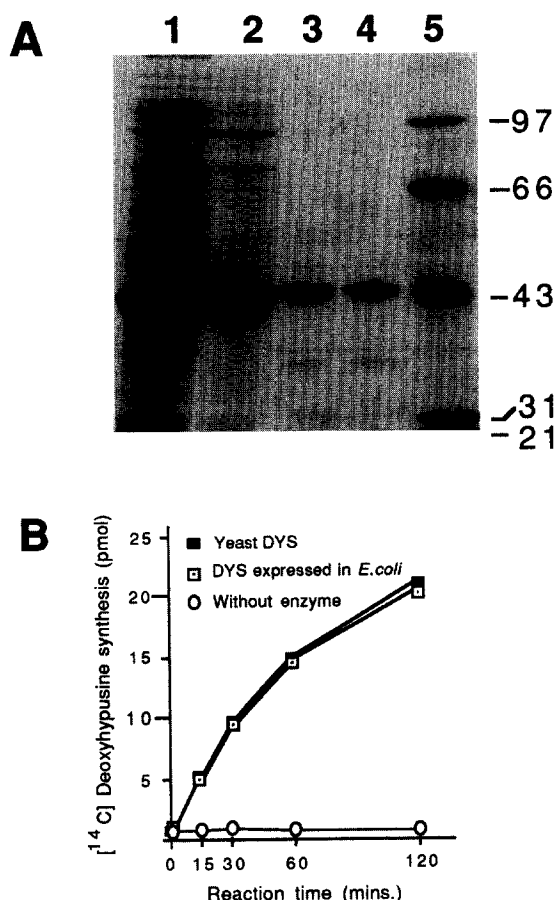 A
1 2 3 4 5
-97
-66
-43
31
-21
B
[14C] Deoxyhypusine synthesis (pmol)
25
20
15
10
5
Yeast DYS
DYS expressed in E.coli
Without enzyme
0 15 30 60 120
Reaction time (mins.)